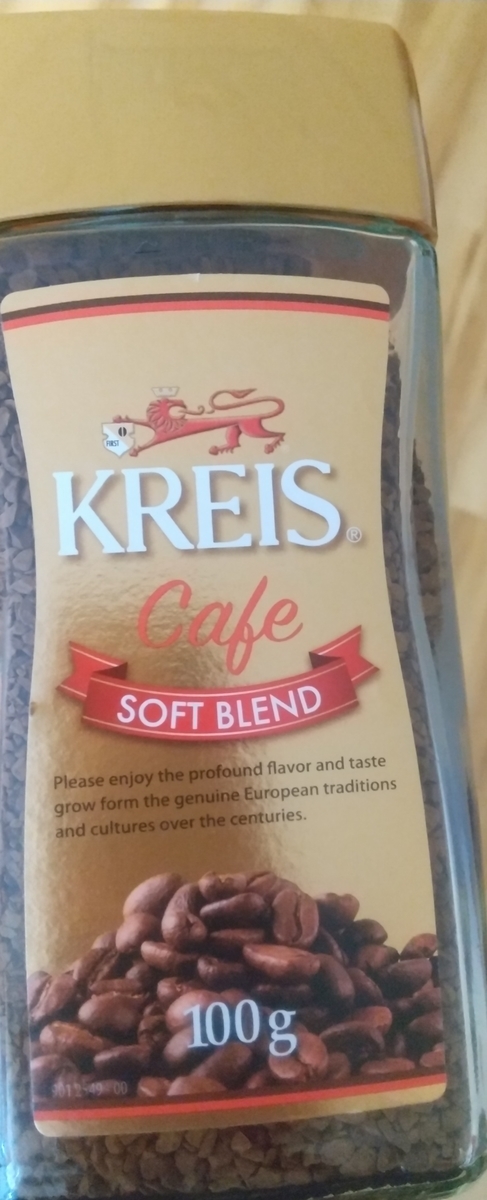 FIRST
KREIS®
Cafe
SOFT BLEND
Please enjoy the profound flavor and taste
grow form the genuine European traditions
and cultures over the centuries.
100g